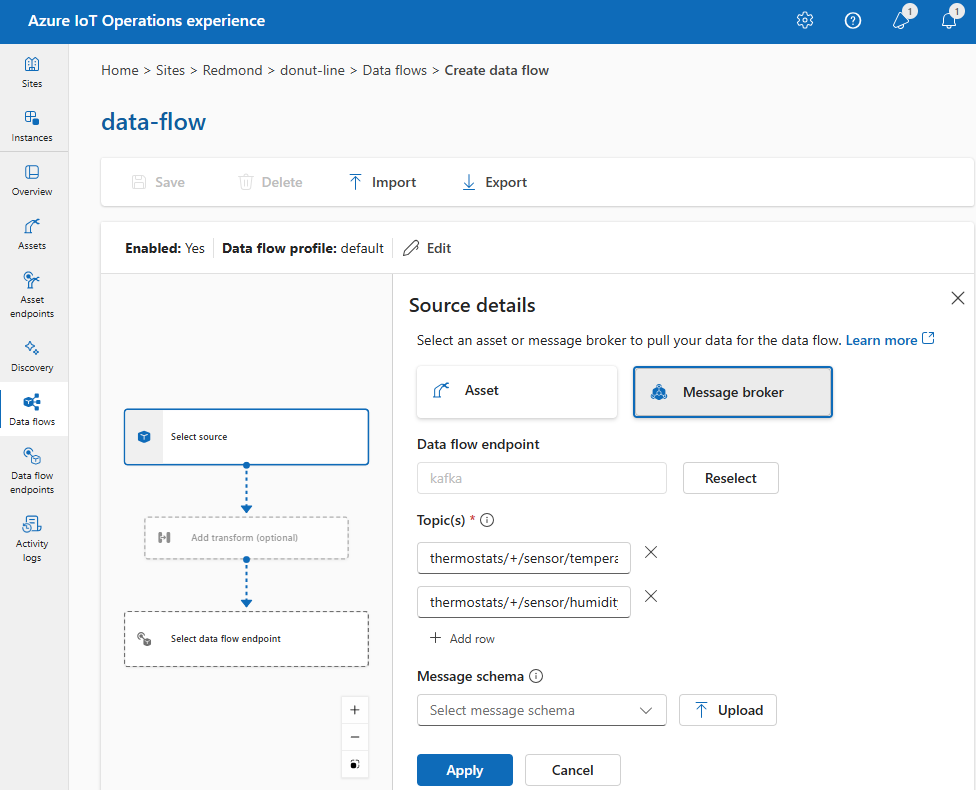 Azure IoT Operations experience
1
1
Sites
Instances
Overview
Assets
Asset
endpoints
Discovery
Data flows
Data flow
endpoints
Activity
logs
Home > Sites > Redmond > donut-line > Data flows > Create data flow
data-flow
Save
Delete
Import
Export
Enabled: Yes
Data flow profile: default
Edit
Select source
Add transform (optional)
Select data flow endpoint
Source details
Select an asset or message broker to pull your data for the data flow. Learn more
Asset
Message broker
Data flow endpoint
kafka
Reselect
Topic(s) *
thermostats/+/sensor/tempera
thermostats/+/sensor/humidit
+ Add row
Message schema
Select message schema
Upload
Apply
Cancel